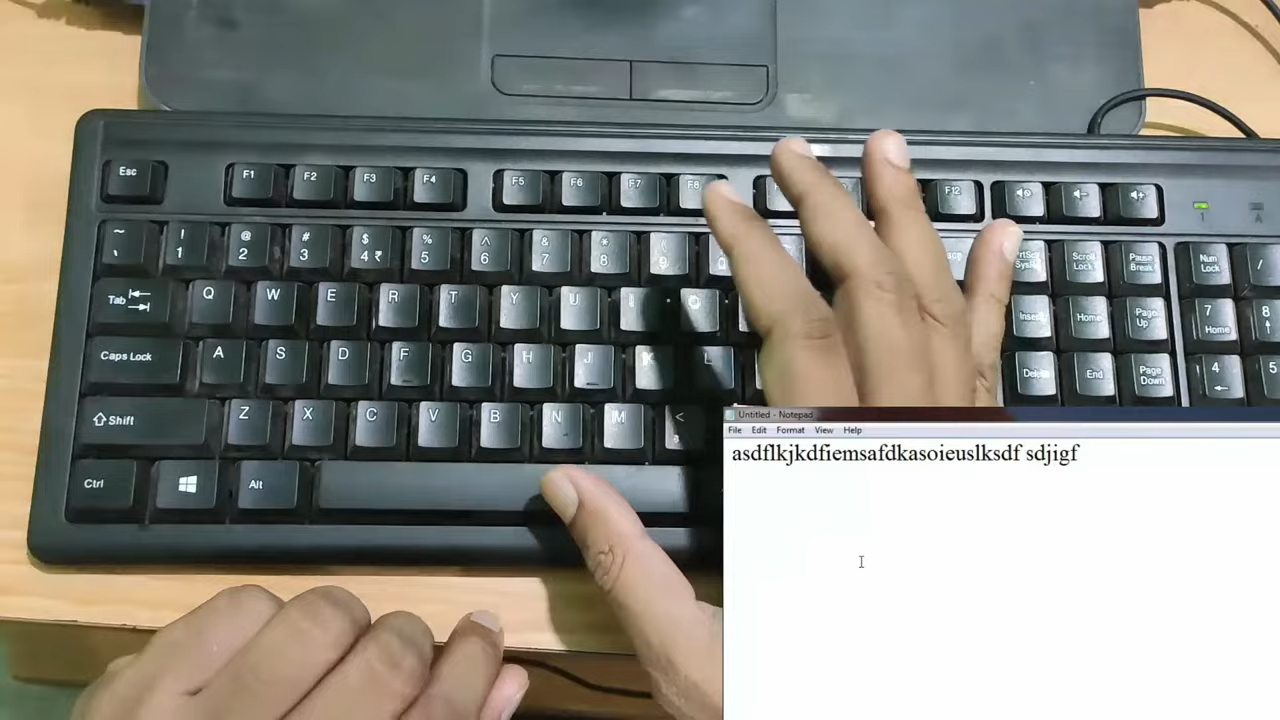 Esc F1 F2 F3 F4 F5 F6 F7 F8 F12
~ ` ! 1 @ 2 # 3 $ 4 ₹ % 5 ^ 6 & 7 * 8 ( 9 Scroll Lock Pause Break Num Lock /
Tab Q W E R T Y U I O Insert Home Page Up 7 Home 8
Caps Lock A S D F G H J K L Delete End Page Down 4 5
Shift Z X C V B N M <
Ctrl Alt
1 A
Untitled - Notepad
File Edit Format View Help
asdflkjkdfiemsafdkasoieuslksdf sdjigf